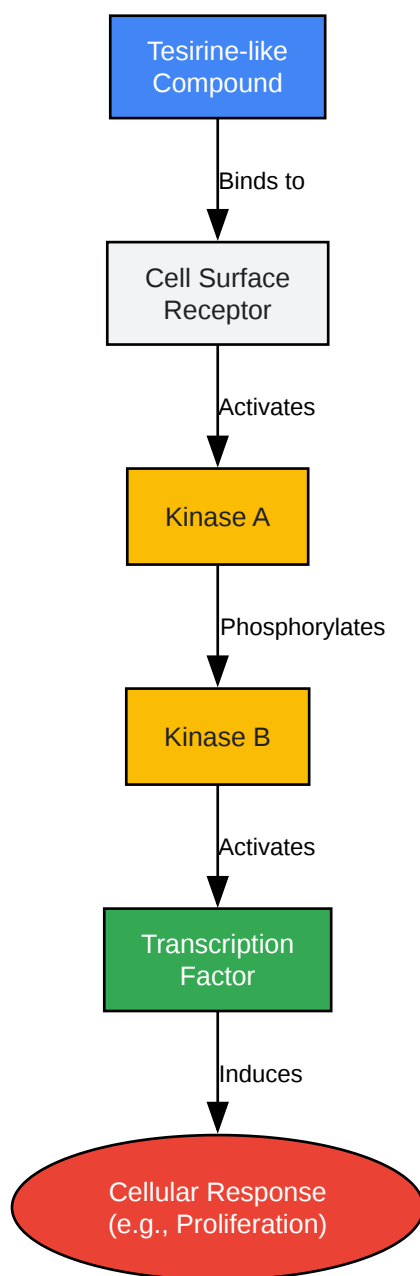 Tesirine-like
Compound
Binds to
Cell Surface
Receptor
Activates
Kinase A
Phosphorylates
Kinase B
Activates
Transcription
Factor
Induces
Cellular Response
(e.g., Proliferation)